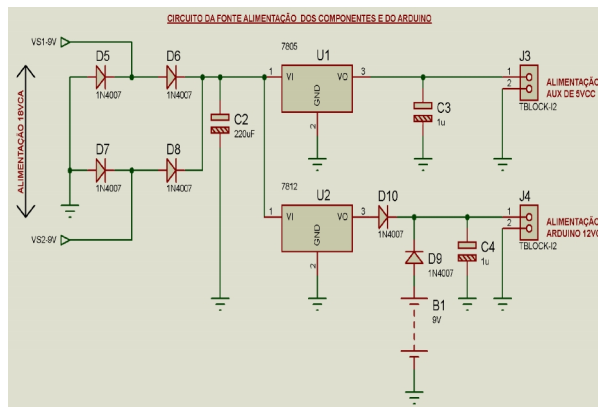 CIRCUITO DA FONTE ALIMENTAÇÃO DOS COMPONENTES E DO ARDUINO
VS1-9V
D5
1N4007
D6
1N4007
ALIMENTAÇÃO 18VCA
D7
1N4007
D8
1N4007
VS2-9V
C2
220uF
7805
U1
1
VI
VO
3
GND
2
C3
1u
J3
1
2
TBLOCK-I2
ALIMENTAÇÃO
AUX DE 5VCC
7812
U2
1
VI
VO
3
GND
2
D10
1N4007
D9
1N4007
B1
9V
C4
1u
J4
1
2
TBLOCK-I2
ALIMENTAÇÃO
ARDUINO 12VC